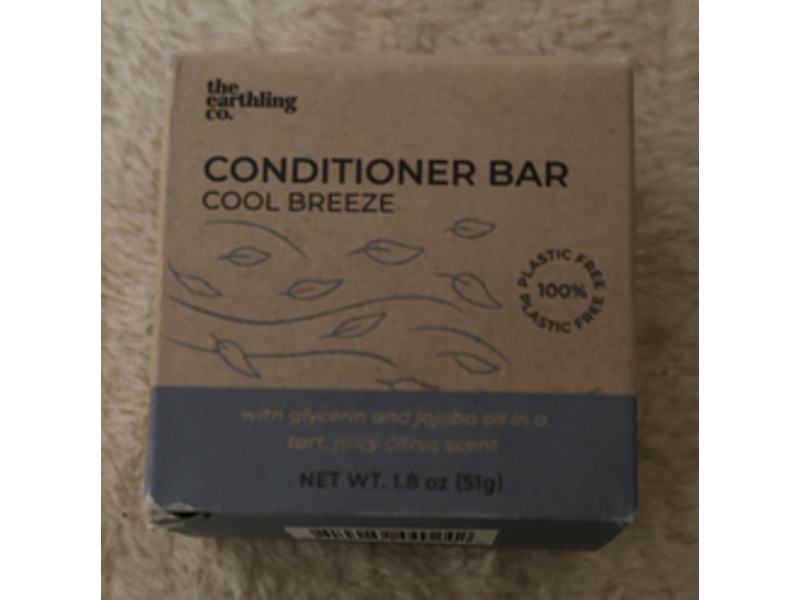 the
earthling
co.
CONDITIONER BAR
COOL BREEZE
PLASTIC FREE
100%
PLASTIC FREE
with glycerin and jojoba oil in a
tart, juicy citrus scent
NET WT. 1.8 oz (51g)